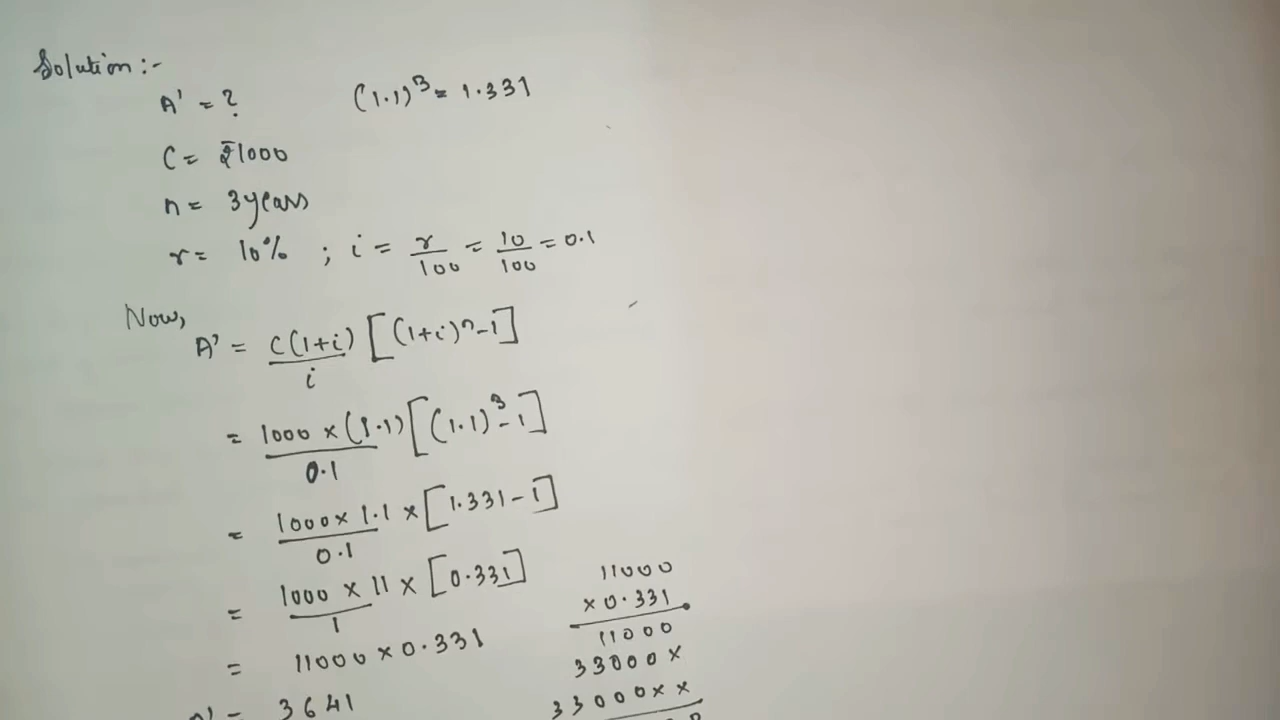 Solution :-
A' = ? (1.1)³ = 1.331
C = ₹1000
n = 3 years
r = 10% ; i = r/100 = 10/100 = 0.1
Now,
A' = C(1+i)/i [(1+i)ⁿ-1]
= 1000 × (1.1)/0.1 [(1.1)³-1]
= 1000 × 1.1/0.1 × [1.331-1]
= 1000 × 11/1 × [0.331]
= 11000 × 0.331
A' = 3641
11000
× 0.331
11000
33000×
33000××